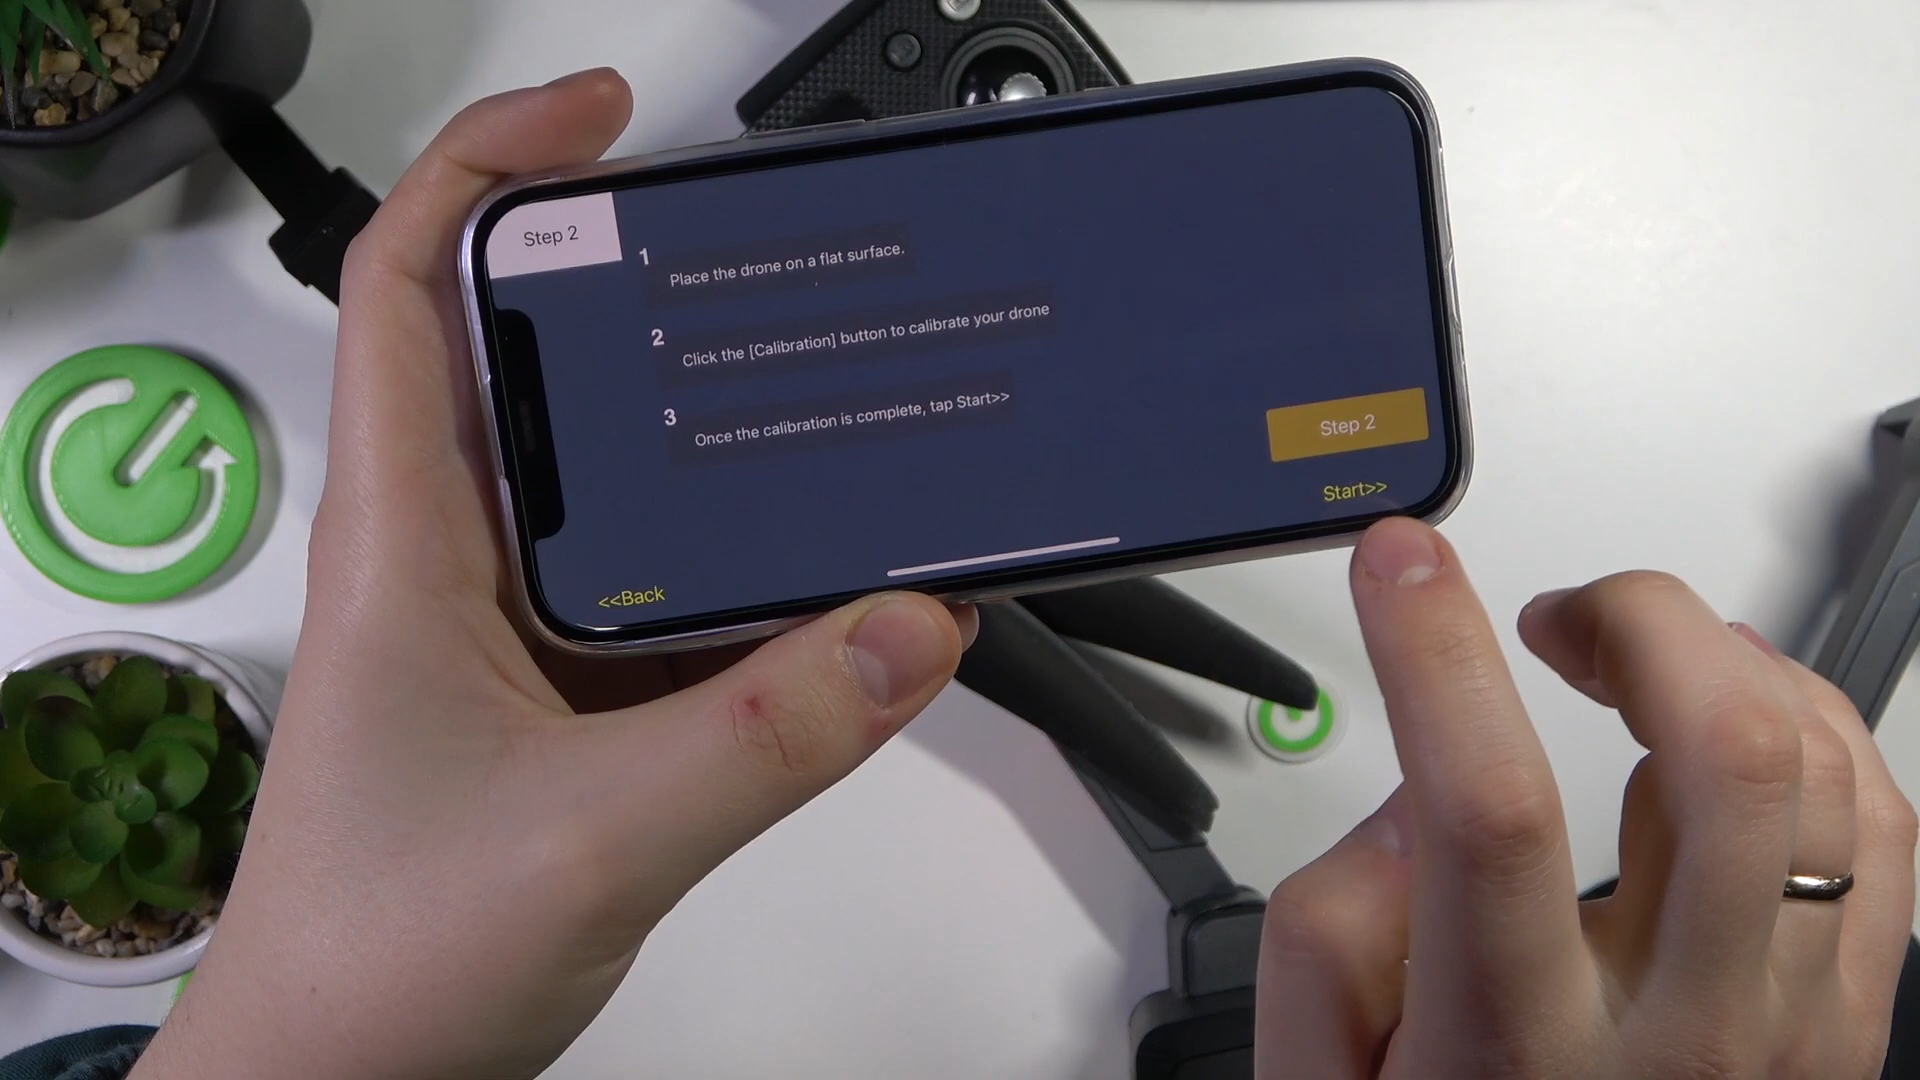 Step 2
1
Place the drone on a flat surface.
2
Click the [Calibration] button to calibrate your drone
3
Once the calibration is complete, tap Start>>
Step 2
Start>>
<<Back